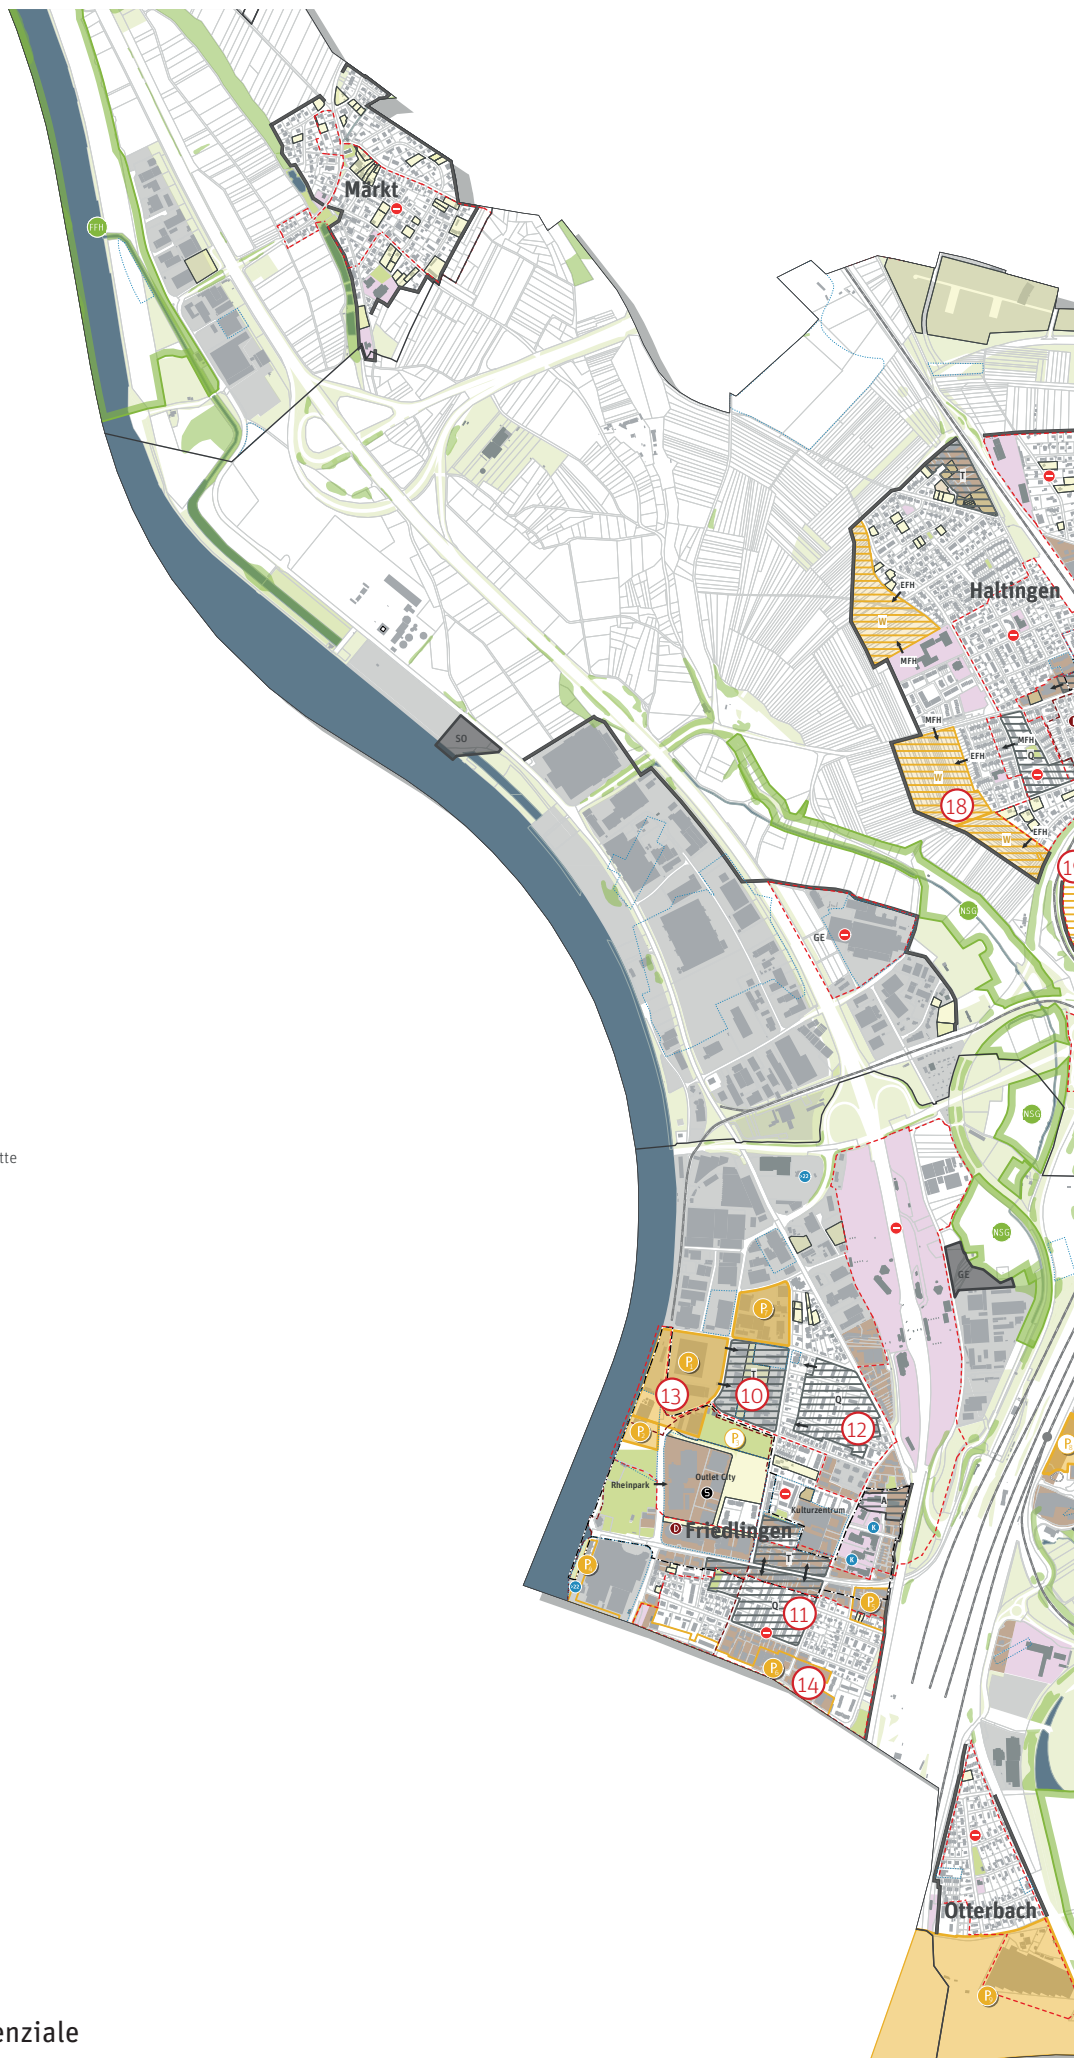 Märkt
FFH
T
EFH
Haltingen
W
MFH
MFH
MFH
EFH
Q
SO
W
18
EFH
W
NSG
GE
NSG
tte
NSG
GE
P
P
T
13
10
Q
12
P
P
Outlet City
Rheinpark
S
Kulturzentrum
A
D
Friedlingen
K
K
T
P
P
Q
11
P
14
Otterbach
P
enziale